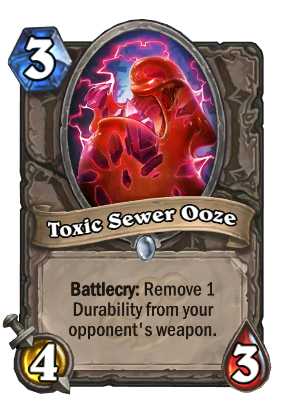 3
Toxic Sewer Ooze
Battlecry: Remove 1
Durability from your
opponent's weapon.
4
3